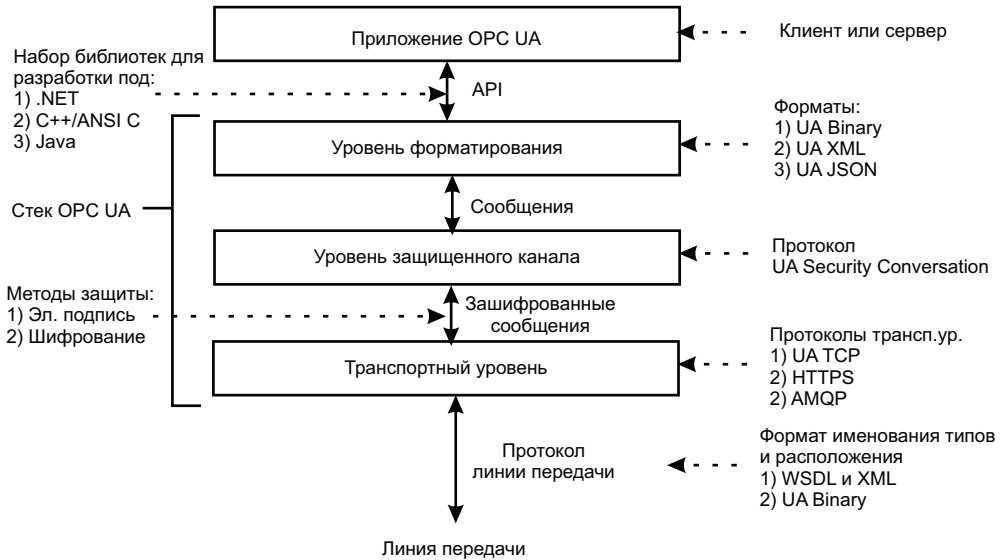 Приложение OPC UA
Клиент или сервер
Набор библиотек для
разработки под:
1) .NET
2) C++/ANSI C
3) Java
API
Форматы:
1) UA Binary
2) UA XML
3) UA JSON
Уровень форматирования
Стек OPC UA
Сообщения
Уровень защищенного канала
Протокол
UA Security Conversation
Методы защиты:
1) Эл. подпись
2) Шифрование
Зашифрованные
сообщения
Протоколы трансп.ур.
1) UA TCP
2) HTTPS
2) AMQP
Транспортный уровень
Протокол
линии передачи
Формат именования типов
и расположения
1) WSDL и XML
2) UA Binary
Линия передачи